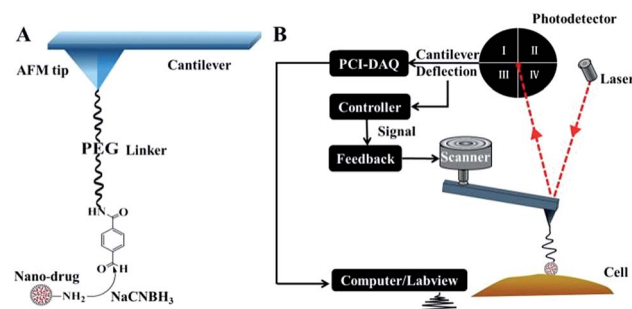 A
AFM tip
Cantilever
PEG Linker
HN
O
O
H
Nano-drug
NH2
NaCNBH3
B
Photodetector
I II
III IV
Laser
PCI-DAQ
Cantilever
Deflection
Controller
Signal
Feedback
Scanner
Cell
Computer/Labview